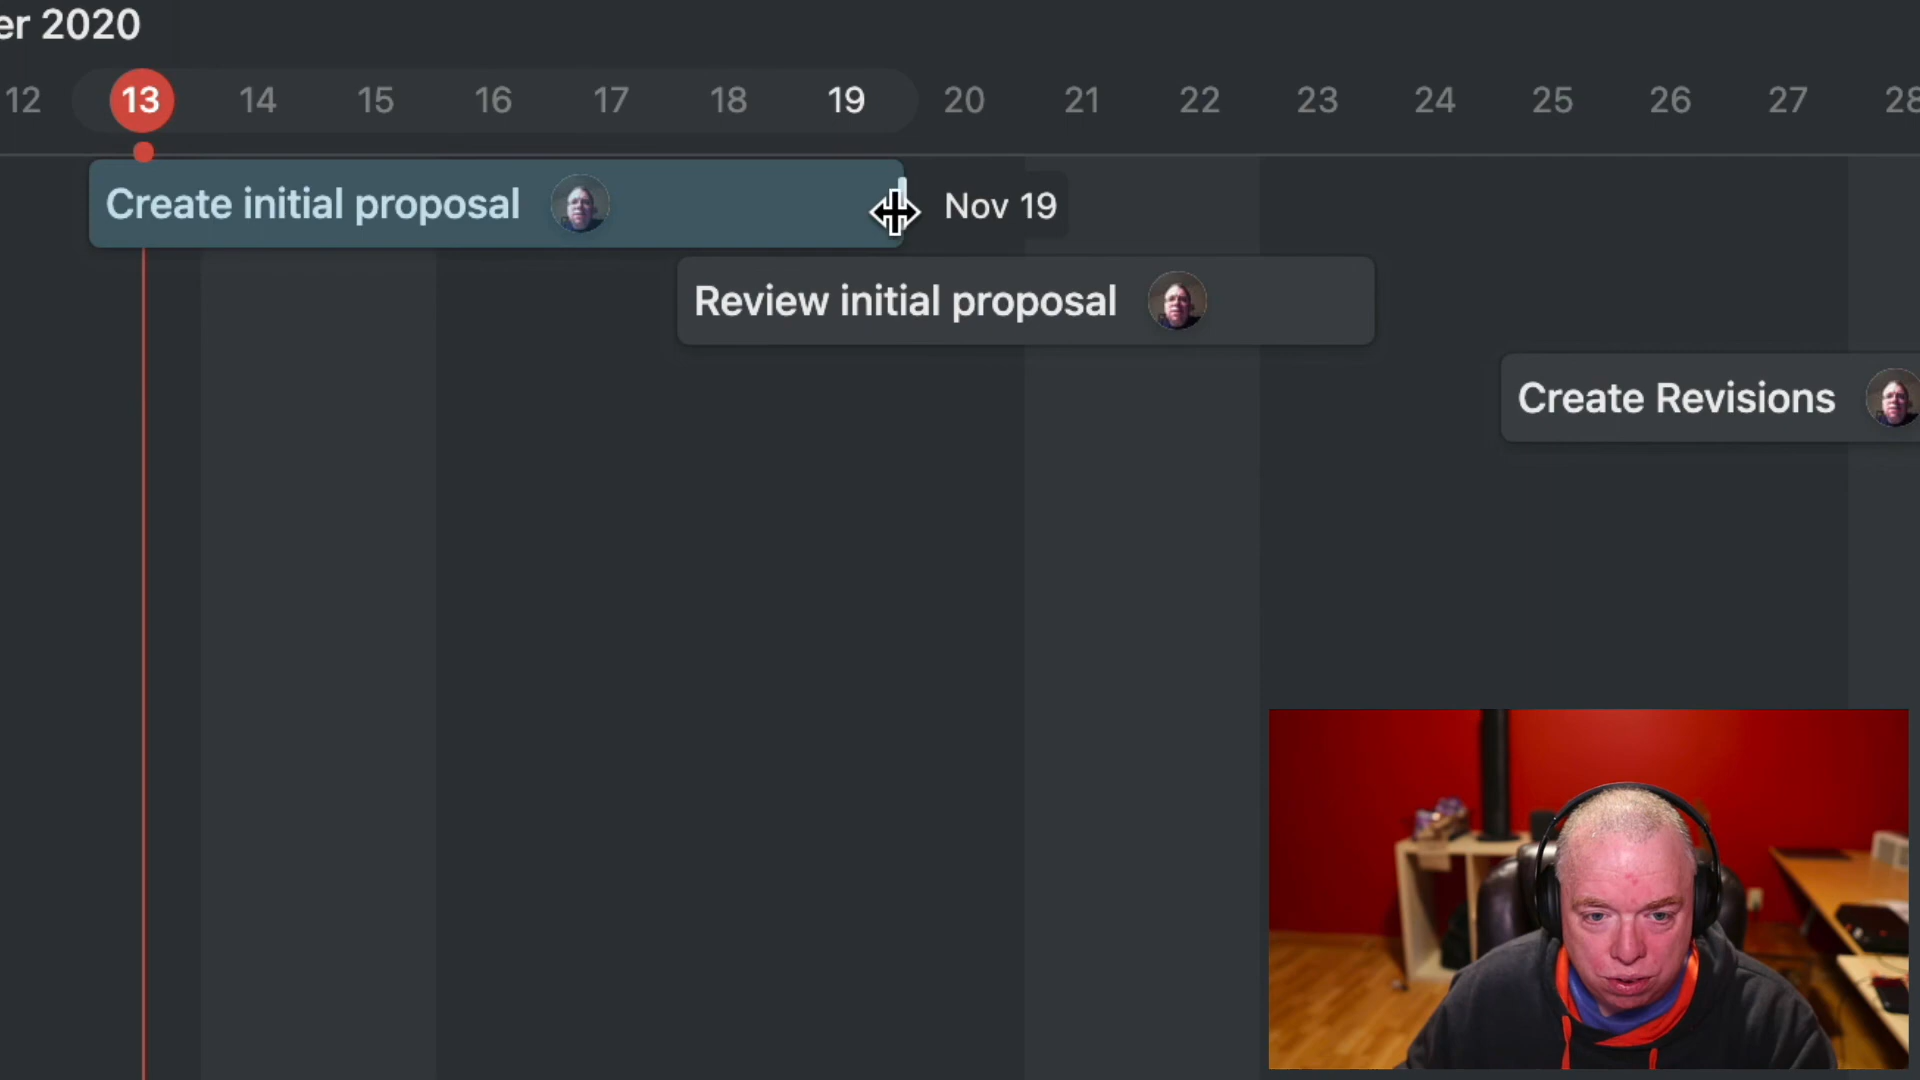 er 2020
12 13 14 15 16 17 18 19 20 21 22 23 24 25 26 27 28
Create initial proposal
Nov 19
Review initial proposal
Create Revisions